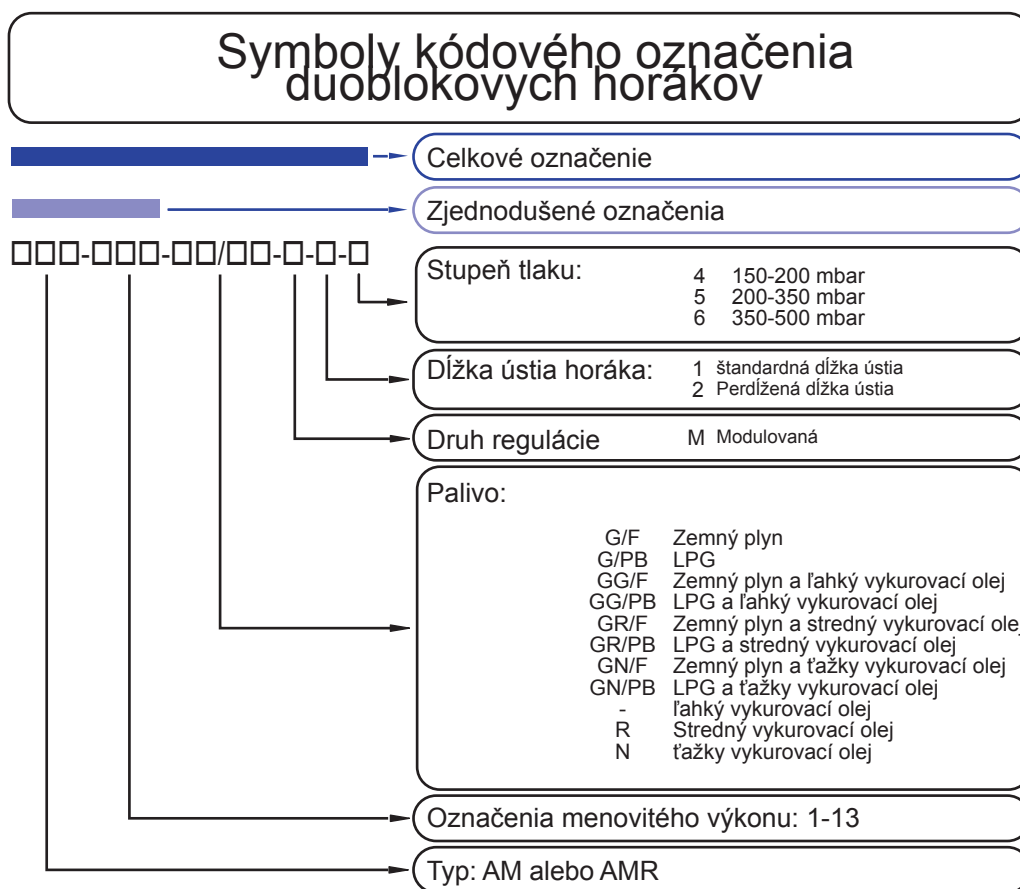 Symboly kódového označenia
duoblokovych horákov
Celkové označenie
Zjednodušené označenia
□□□-□□□-□□/□□-□-□-□
Stupeň tlaku:
4 150-200 mbar
5 200-350 mbar
6 350-500 mbar
Dĺžka ústia horáka:
1 štandardná dĺžka ústia
2 Perdĺžená dĺžka ústia
Druh regulácie M Modulovaná
Palivo:
G/F Zemný plyn
G/PB LPG
GG/F Zemný plyn a ľahký vykurovací olej
GG/PB LPG a ľahký vykurovací olej
GR/F Zemný plyn a stredný vykurovací olej
GR/PB LPG a stredný vykurovací olej
GN/F Zemný plyn a ťažky vykurovací olej
GN/PB LPG a ťažky vykurovací olej
- ľahký vykurovací olej
R Stredný vykurovací olej
N ťažky vykurovací olej
Označenia menovitého výkonu: 1-13
Typ: AM alebo AMR